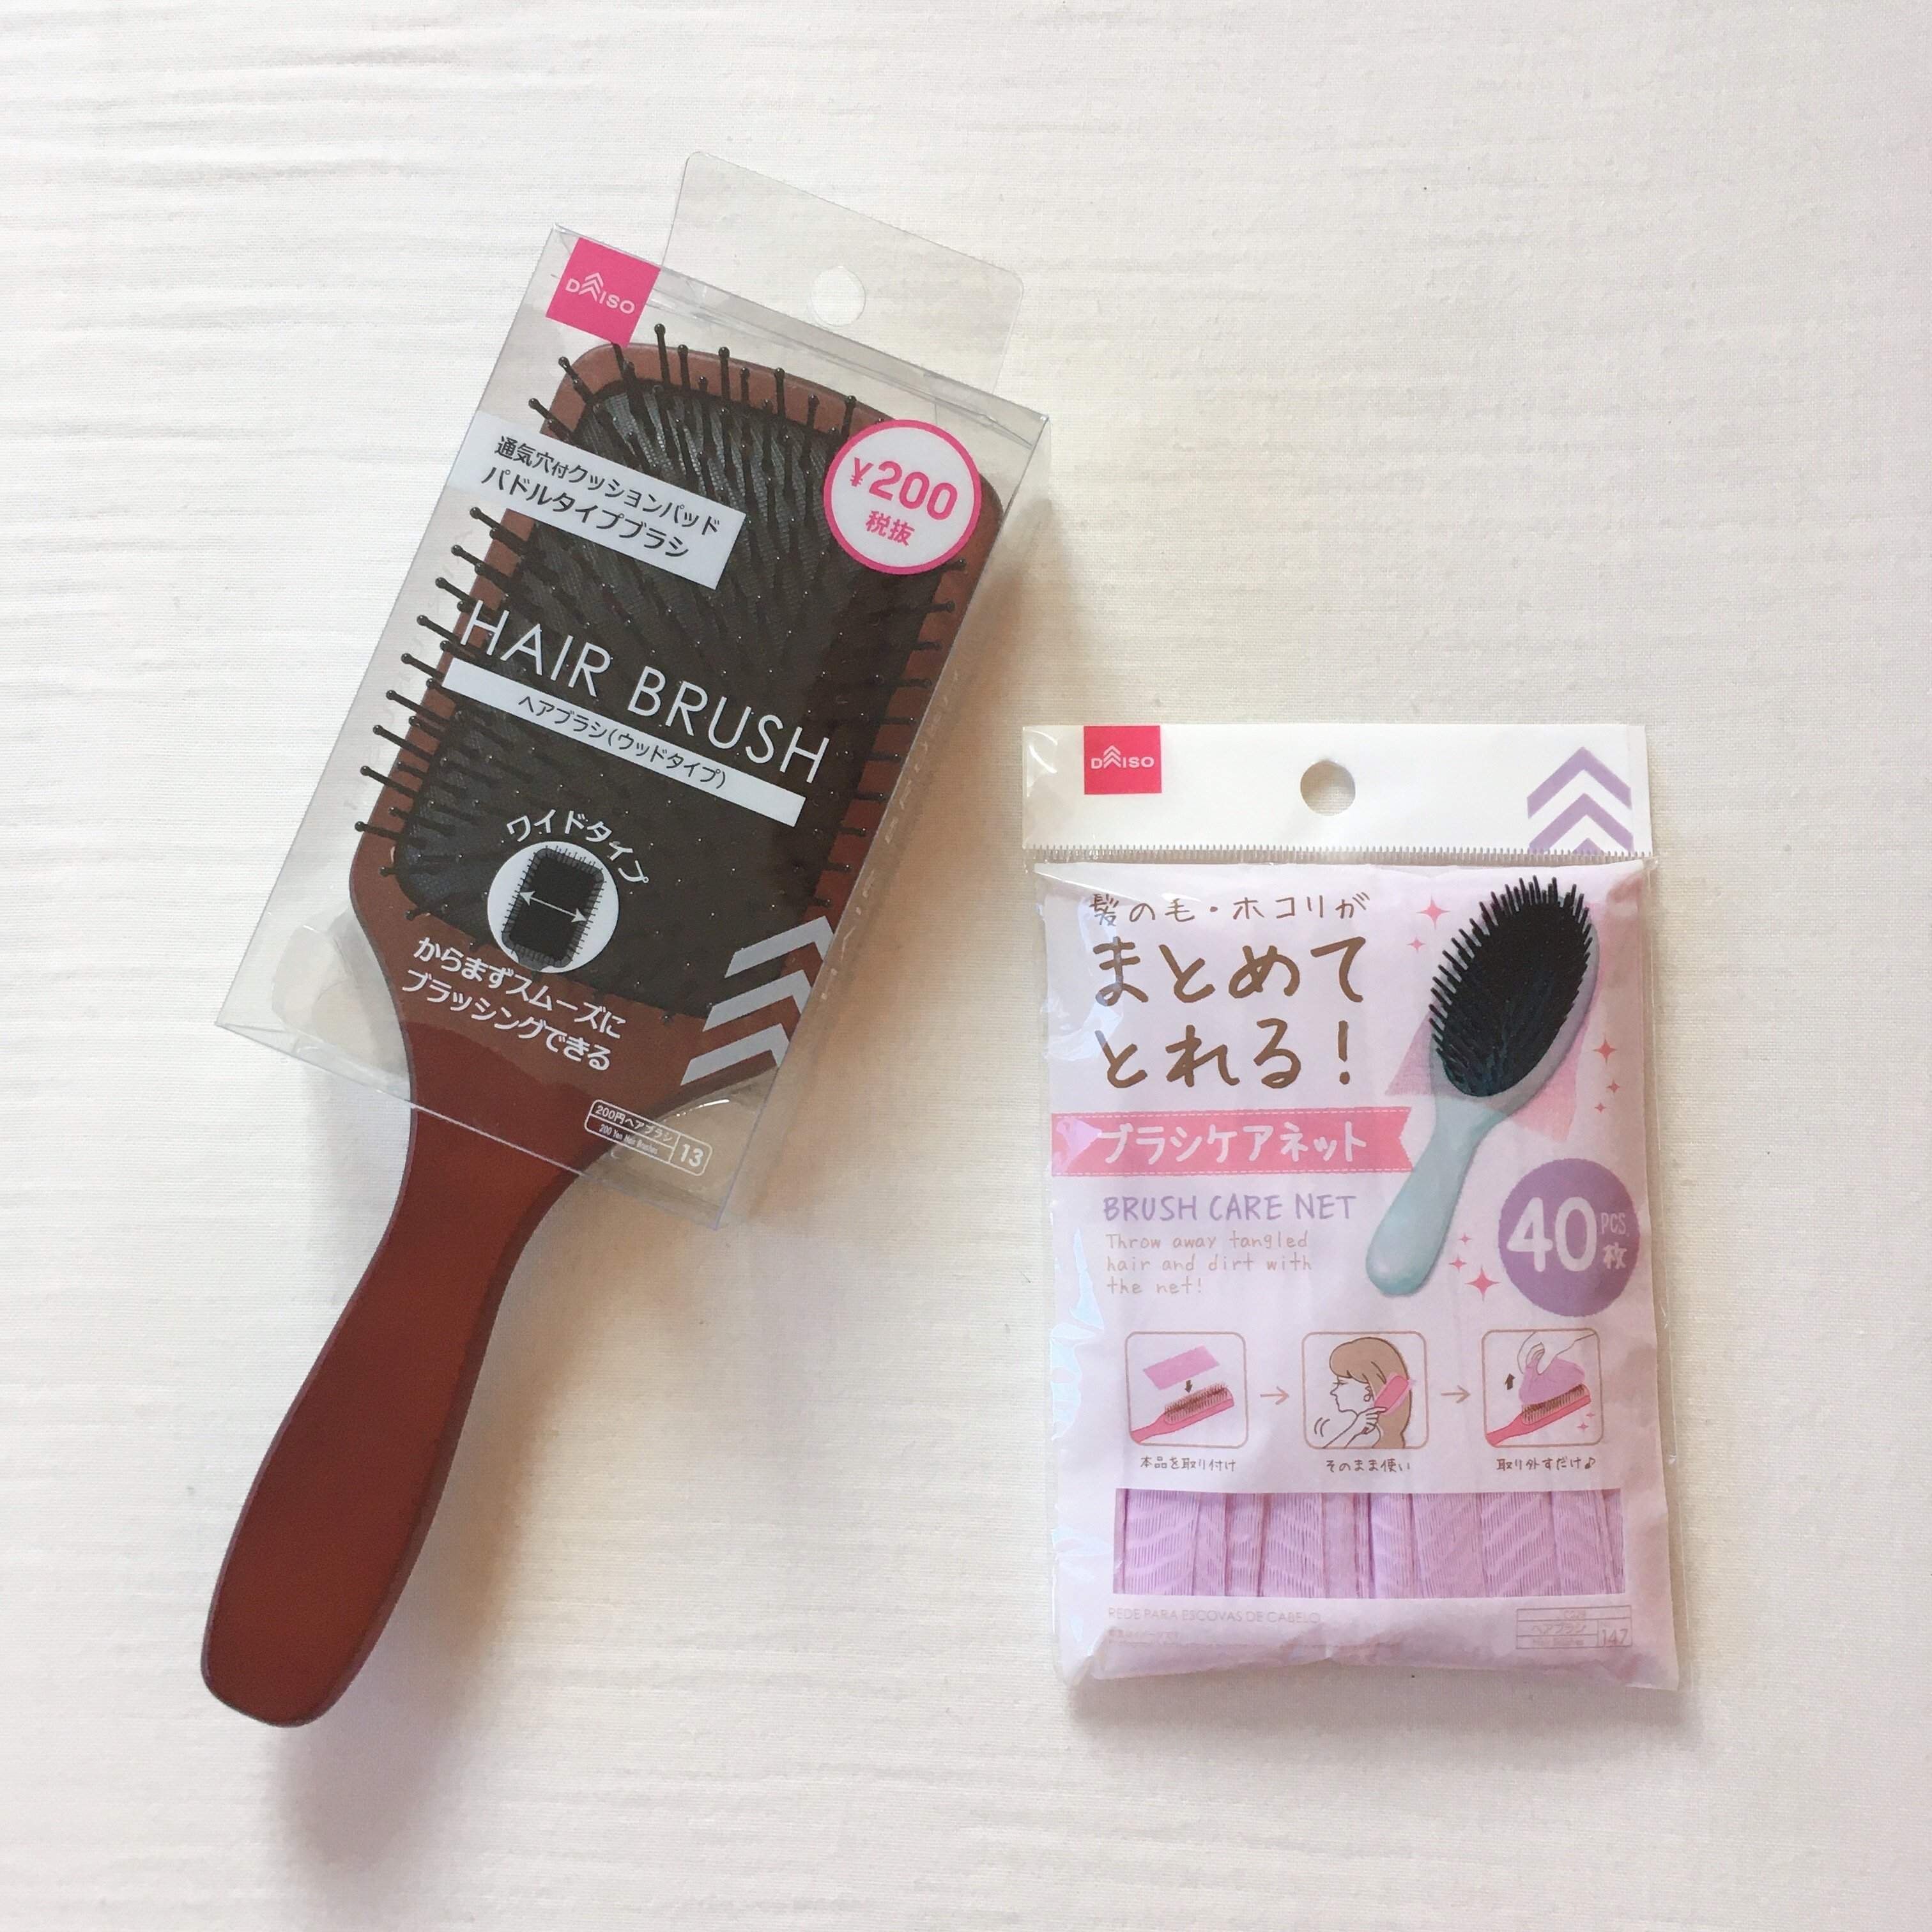 DAISO
¥200
税抜
通気穴付クッションパッド
パドルタイプブラシ
HAIR BRUSH
ヘアブラシ(ウッドタイプ)
ワイドタイプ
からまずスムーズに
ブラッシングできる
200円ヘアブラシ
200 Yen Hair Brushes
13
DAISO
髪の毛・ホコリが
まとめて
とれる!
ブラシケアネット
BRUSH CARE NET
Throw away tangled
hair and dirt with
the net!
40 PCS
枚
本品を取り付け
そのまま使い
取り外すだけ♪
REDE PARA ESCOVAS DE CABELO
ヘアブラシ
147